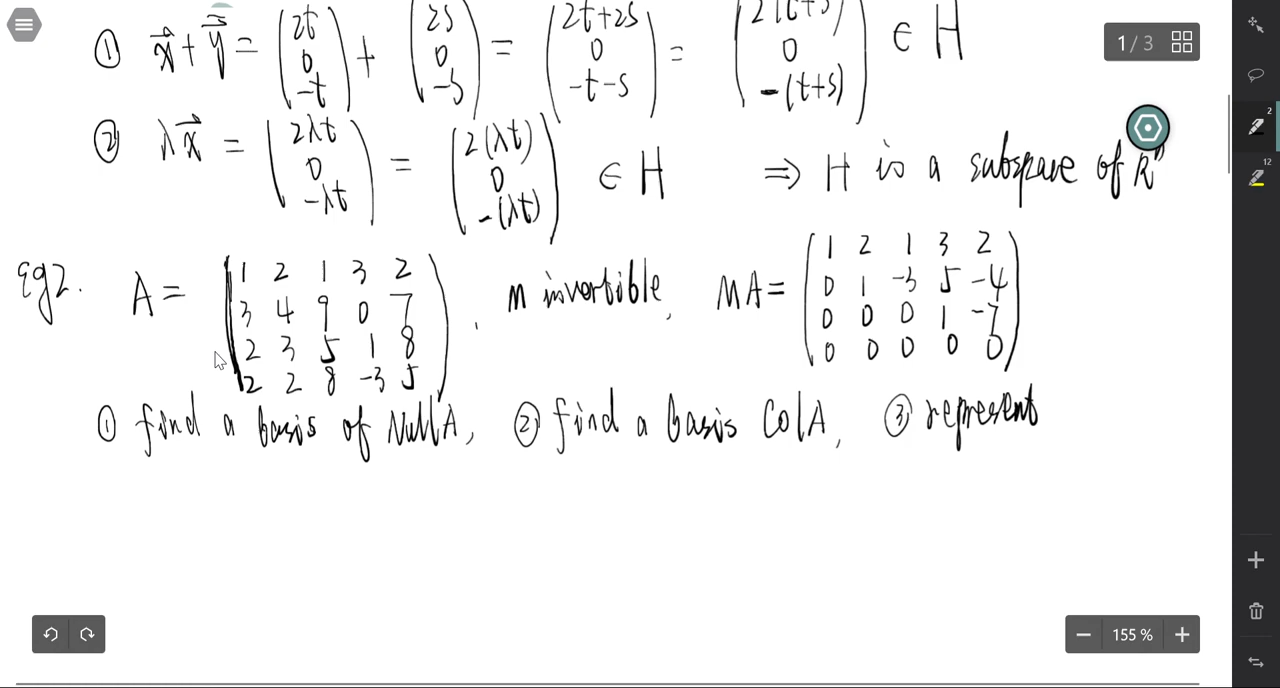 ① x⃗ + y⃗ = (2t 0 -t) + (2s 0 -s) = (2t+2s 0 -t-s) = (2(t+s) 0 -(t+s)) ∈ H
1 / 3
② λx⃗ = (2λt 0 -λt) = (2(λt) 0 -(λt)) ∈ H ⇒ H is a subspace of Rⁿ
Eg2. A = (1 2 1 3 2
3 4 9 0 7
2 3 5 1 8
2 2 8 -3 5), M invertible, MA = (1 2 1 3 2
0 1 -3 5 -4
0 0 0 1 -7
0 0 0 0 0)
① find a basis of NullA, ② find a basis ColA, ③ represent
155 %
2
12